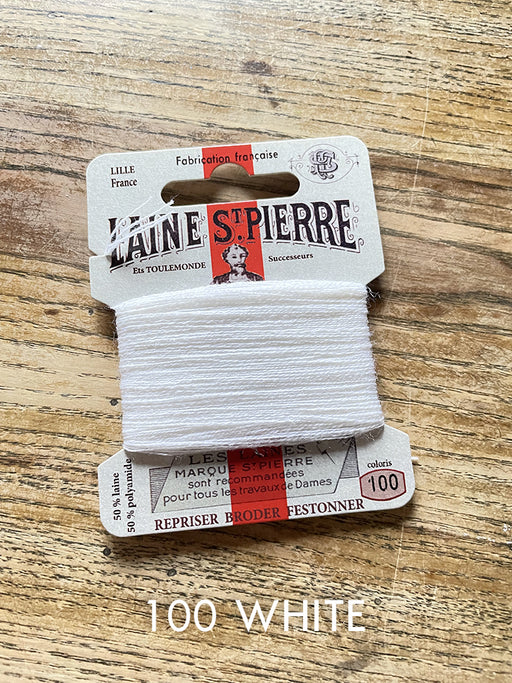 LILLE
France
Fabrication française
LAINE ST. PIERRE
Ets TOULEMONDE Successeurs
LES LAINES
MARQUE ST PIERRE
sont recommandées
pour tous les travaux de Dames
50 % laine
50 % polyamide
coloris
100
REPRISER BRODER FESTONNER
100 WHITE